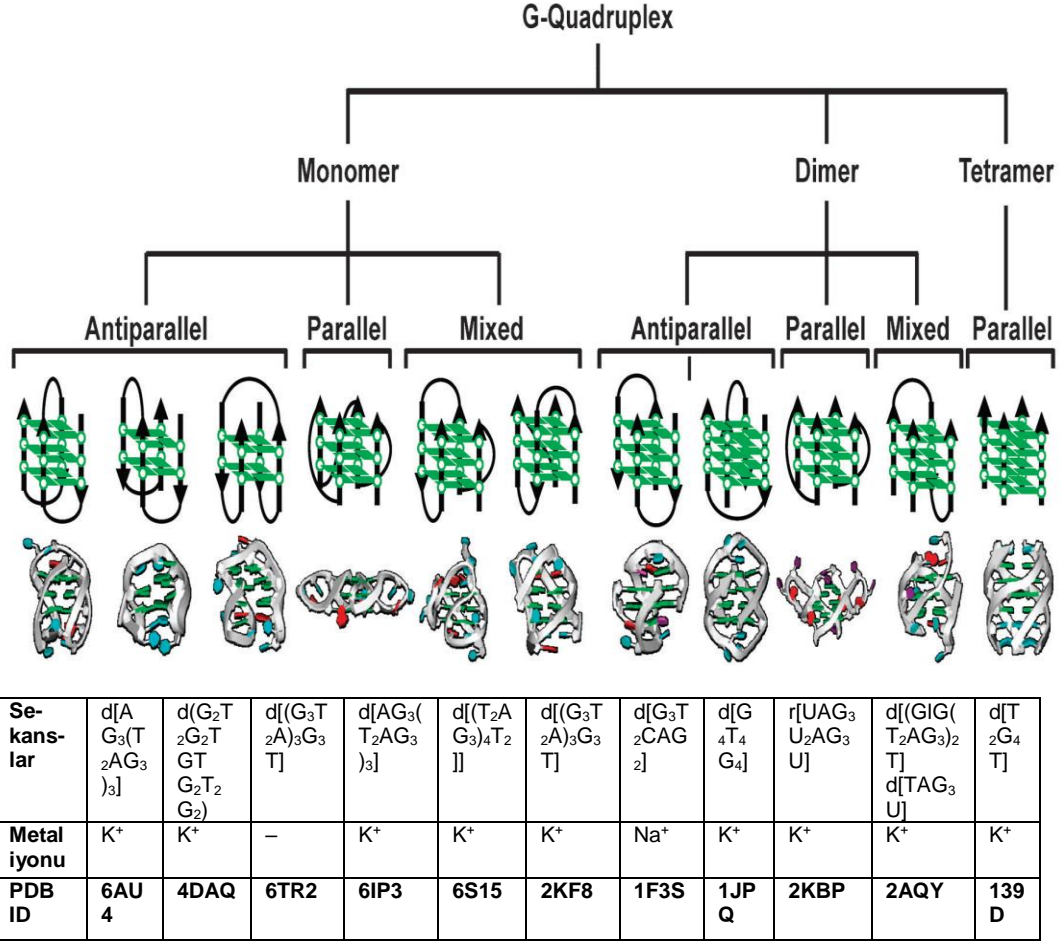 G-Quadruplex
Monomer
Dimer
Tetramer
Antiparallel
Parallel
Mixed
Antiparallel
Parallel
Mixed
Parallel
Se-
kans-
lar
d[A
G₃(T
₂AG₃
)₃]
d(G₂T
₂G₂T
GT
G₂T₂
G₂)
d[(G₃T
₂A)₃G₃
T]
d[AG₃(
T₂AG₃
)₃]
d[(T₂A
G₃)₄T₂
]]
d[(G₃T
₂A)₃G₃
T]
d[G₃T
₂CAG
₂]
d[G
₄T₄
G₄]
r[UAG₃
U₂AG₃
U]
d[(GIG(
T₂AG₃)₂
T]
d[TAG₃
U]
d[T
₂G₄
T]
Metal
iyonu
K⁺
K⁺
–
K⁺
K⁺
K⁺
Na⁺
K⁺
K⁺
K⁺
K⁺
PDB
ID
6AU
4
4DAQ
6TR2
6IP3
6S15
2KF8
1F3S
1JP
Q
2KBP
2AQY
139
D